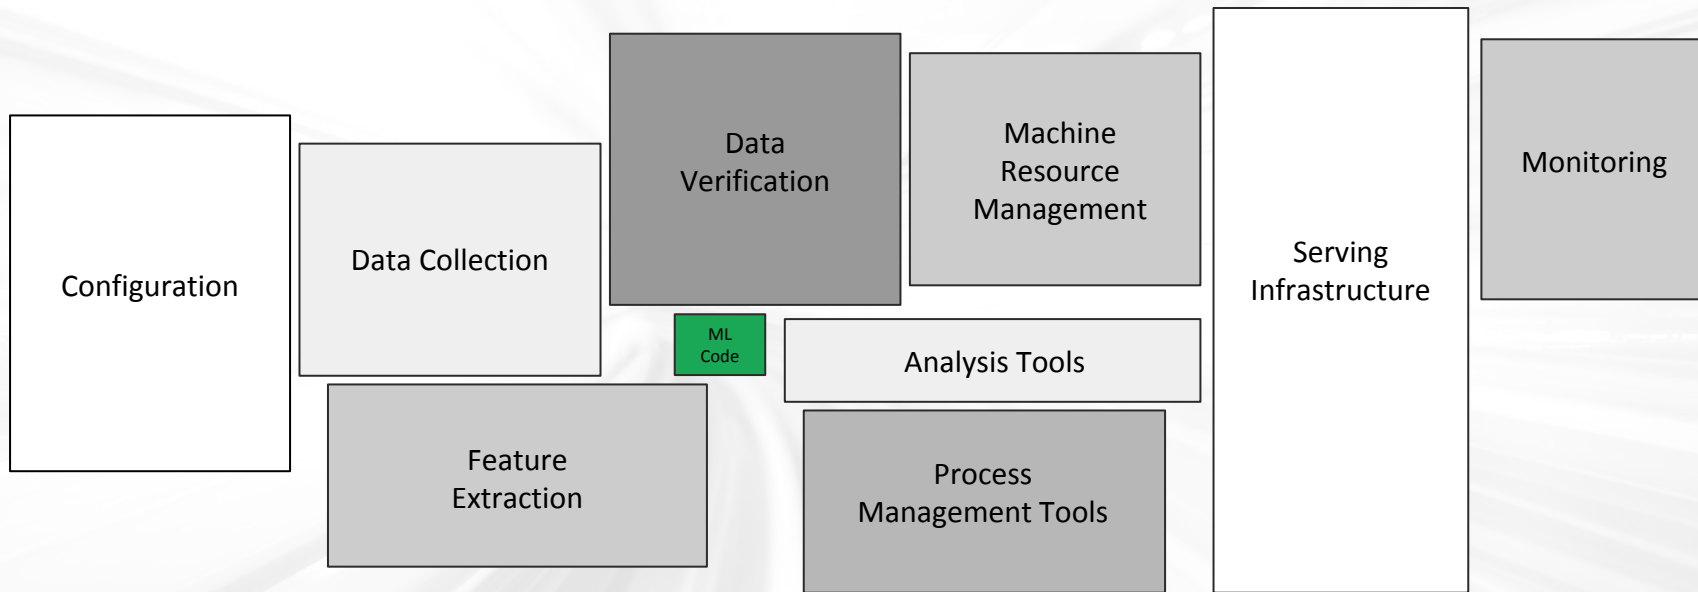 Configuration
Data Collection
Feature
Extraction
Data
Verification
ML
Code
Machine
Resource
Management
Analysis Tools
Process
Management Tools
Serving
Infrastructure
Monitoring